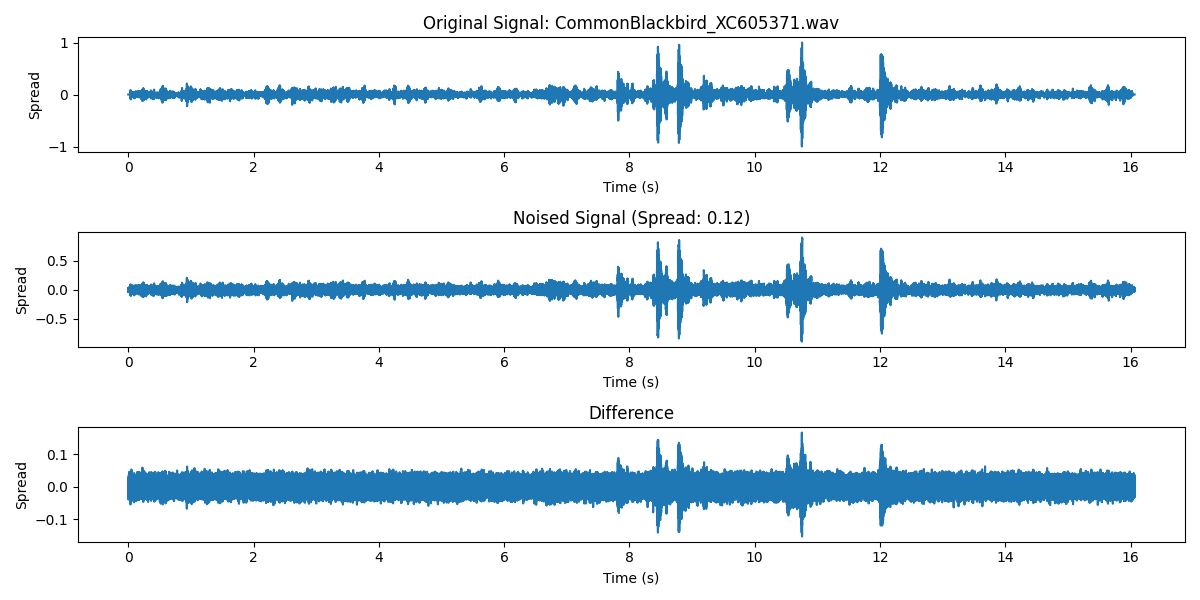 Original Signal: CommonBlackbird_XC605371.wav
1
0
−1
Spread
0 2 4 6 8 10 12 14 16
Time (s)
Noised Signal (Spread: 0.12)
0.5
0.0
−0.5
Spread
0 2 4 6 8 10 12 14 16
Time (s)
Difference
0.1
0.0
−0.1
Spread
0 2 4 6 8 10 12 14 16
Time (s)